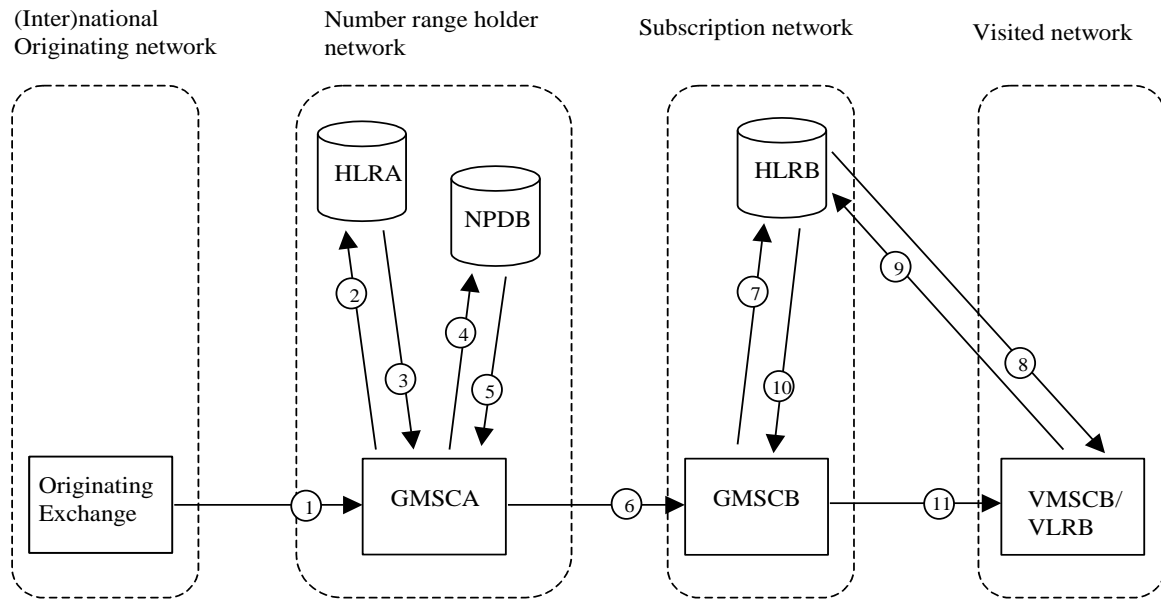 (Inter)national
Originating network
Number range holder
network
Subscription network
Visited network
HLRA
NPDB
HLRB
2
4
3
5
7
10
9
8
Originating
Exchange
1
GMSCA
6
GMSCB
11
VMSCB/
VLRB